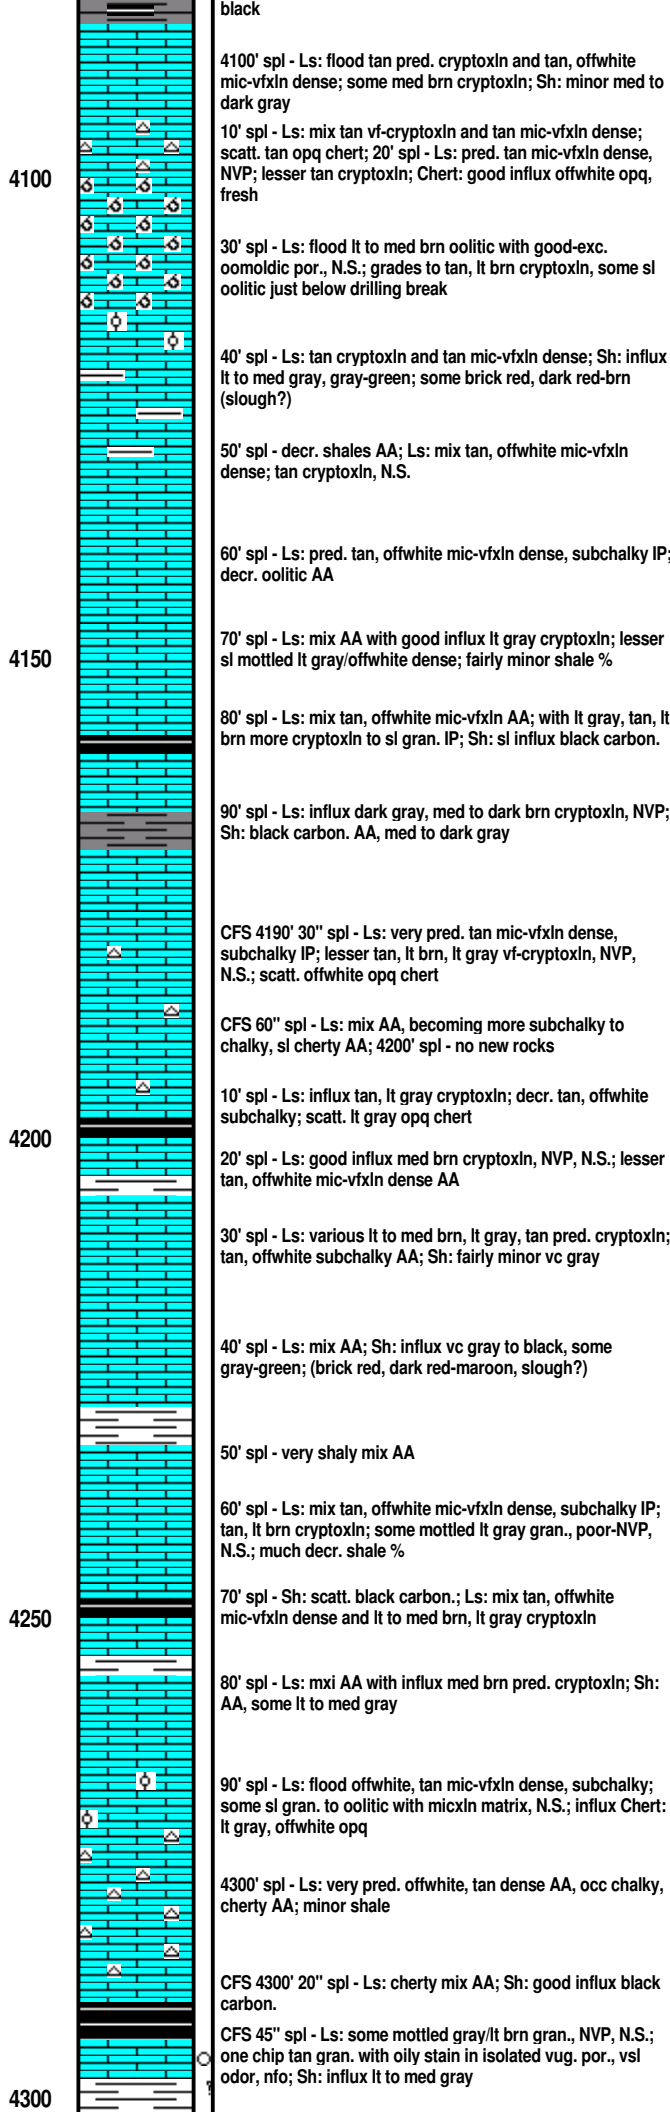 black
4100' spl - Ls: flood tan pred. cryptoxln and tan, offwhite
mic-vfxln dense; some med brn cryptoxln; Sh: minor med to
dark gray
10' spl - Ls: mix tan vf-cryptoxln and tan mic-vfxln dense;
scatt. tan opq chert; 20' spl - Ls: pred. tan mic-vfxln dense,
NVP; lesser tan cryptoxln; Chert: good influx offwhite opq,
fresh
4100
30' spl - Ls: flood lt to med brn oolitic with good-exc.
oomoldic por., N.S.; grades to tan, lt brn cryptoxln, some sl
oolitic just below drilling break
40' spl - Ls: tan cryptoxln and tan mic-vfxln dense; Sh: influx
lt to med gray, gray-green; some brick red, dark red-brn
(slough?)
50' spl - decr. shales AA; Ls: mix tan, offwhite mic-vfxln
dense; tan cryptoxln, N.S.
60' spl - Ls: pred. tan, offwhite mic-vfxln dense, subchalky IP;
decr. oolitic AA
70' spl - Ls: mix AA with good influx lt gray cryptoxln; lesser
sl mottled lt gray/offwhite dense; fairly minor shale %
4150
80' spl - Ls: mix tan, offwhite mic-vfxln AA; with lt gray, tan, lt
brn more cryptoxln to sl gran. IP; Sh: sl influx black carbon.
90' spl - Ls: influx dark gray, med to dark brn cryptoxln, NVP;
Sh: black carbon. AA, med to dark gray
CFS 4190' 30" spl - Ls: very pred. tan mic-vfxln dense,
subchalky IP; lesser tan, lt brn, lt gray vf-cryptoxln, NVP,
N.S.; scatt. offwhite opq chert
CFS 60" spl - Ls: mix AA, becoming more subchalky to
chalky, sl cherty AA; 4200' spl - no new rocks
10' spl - Ls: influx tan, lt gray cryptoxln; decr. tan, offwhite
subchalky; scatt. lt gray opq chert
4200
20' spl - Ls: good influx med brn cryptoxln, NVP, N.S.; lesser
tan, offwhite mic-vfxln dense AA
30' spl - Ls: various lt to med brn, lt gray, tan pred. cryptoxln;
tan, offwhite subchalky AA; Sh: fairly minor vc gray
40' spl - Ls: mix AA; Sh: influx vc gray to black, some
gray-green; (brick red, dark red-maroon, slough?)
50' spl - very shaly mix AA
60' spl - Ls: mix tan, offwhite mic-vfxln dense, subchalky IP;
tan, lt brn cryptoxln; some mottled lt gray gran., poor-NVP,
N.S.; much decr. shale %
70' spl - Sh: scatt. black carbon.; Ls: mix tan, offwhite
mic-vfxln dense and lt to med brn, lt gray cryptoxln
4250
80' spl - Ls: mxi AA with influx med brn pred. cryptoxln; Sh:
AA, some lt to med gray
90' spl - Ls: flood offwhite, tan mic-vfxln dense, subchalky;
some sl gran. to oolitic with micxln matrix, N.S.; influx Chert:
lt gray, offwhite opq
4300' spl - Ls: very pred. offwhite, tan dense AA, occ chalky,
cherty AA; minor shale
CFS 4300' 20" spl - Ls: cherty mix AA; Sh: good influx black
carbon.
CFS 45" spl - Ls: some mottled gray/lt brn gran., NVP, N.S.;
one chip tan gran. with oily stain in isolated vug. por., vsl
odor, nfo; Sh: influx lt to med gray
4300